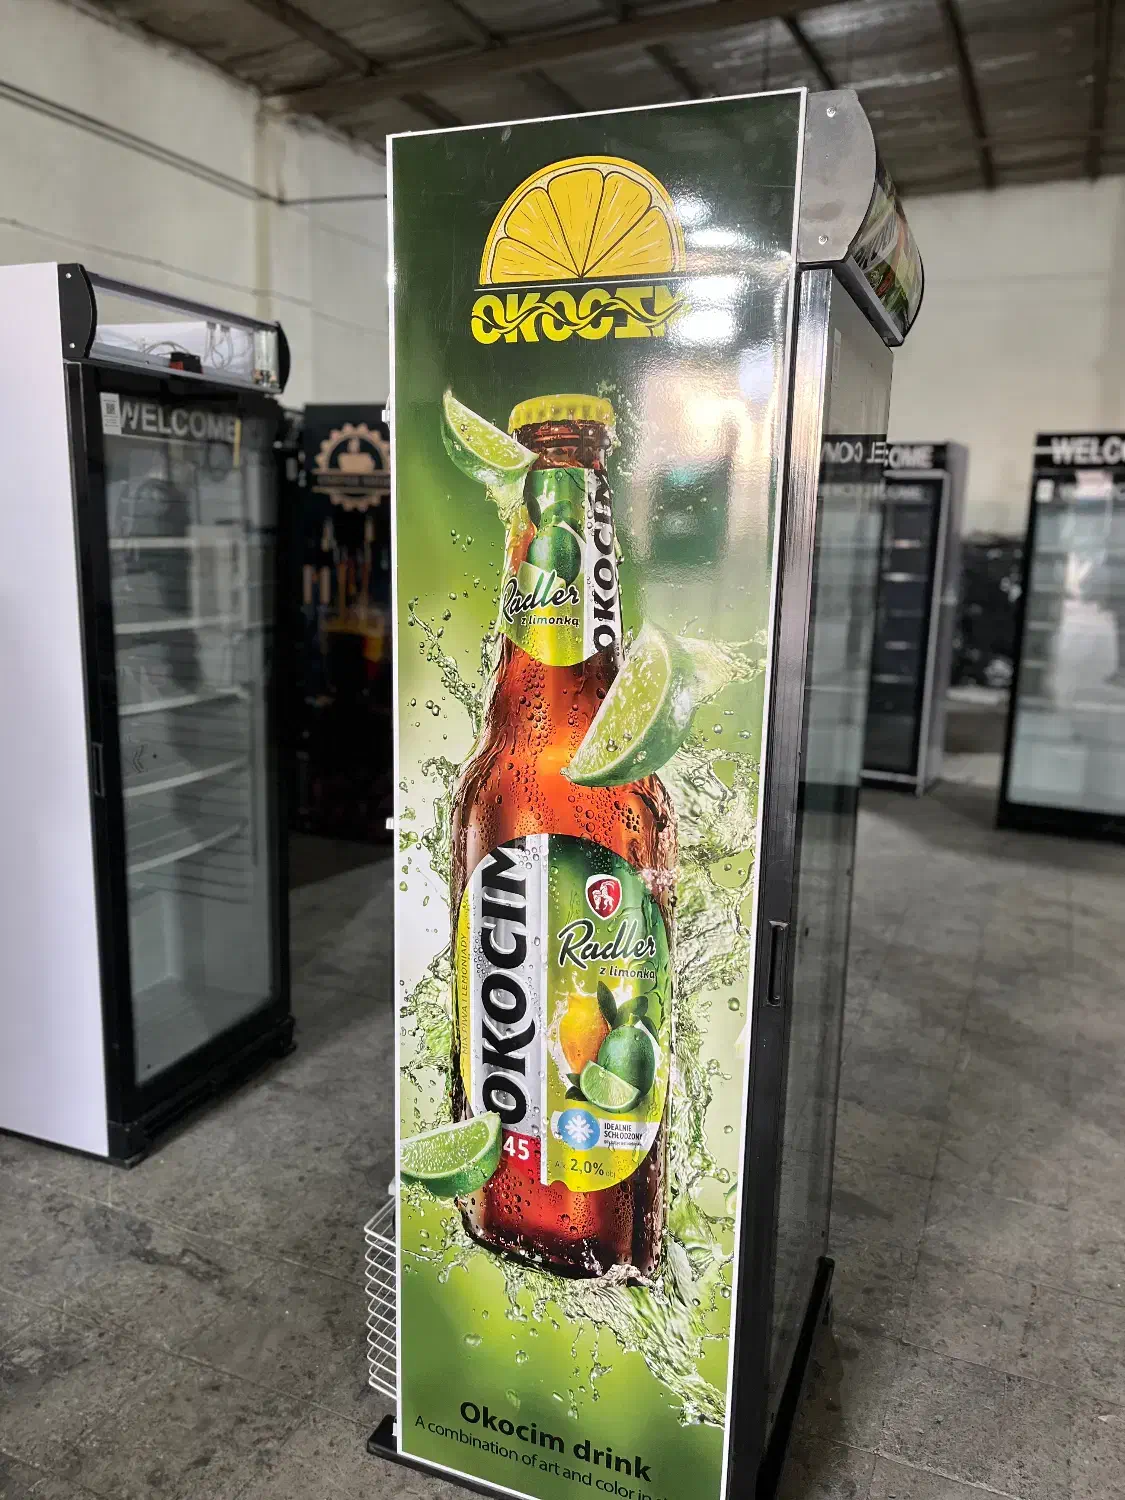 OKOCIM
WELCOME
WELCOME
Radler
z limonką
OKOCIM
OKOCIM
Radler
z limonką
IDEALNIE
SCHŁODZONY
45
2,0%
Okocim drink
A combination of art and color in